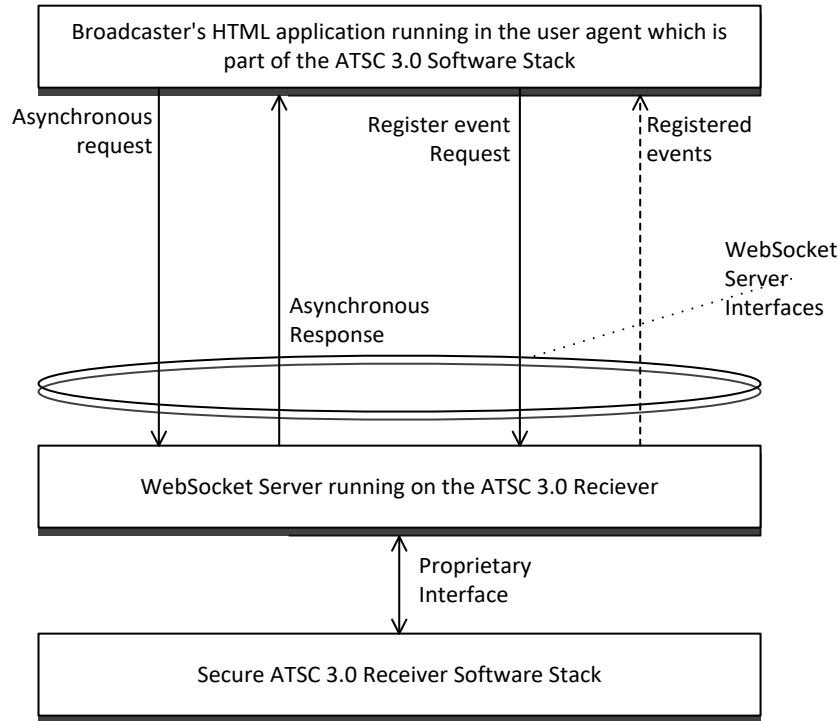 Broadcaster's HTML application running in the user agent which is
part of the ATSC 3.0 Software Stack
Asynchronous
request
Register event
Request
Registered
events
WebSocket
Server
Interfaces
Asynchronous
Response
WebSocket Server running on the ATSC 3.0 Reciever
Proprietary
Interface
Secure ATSC 3.0 Receiver Software Stack